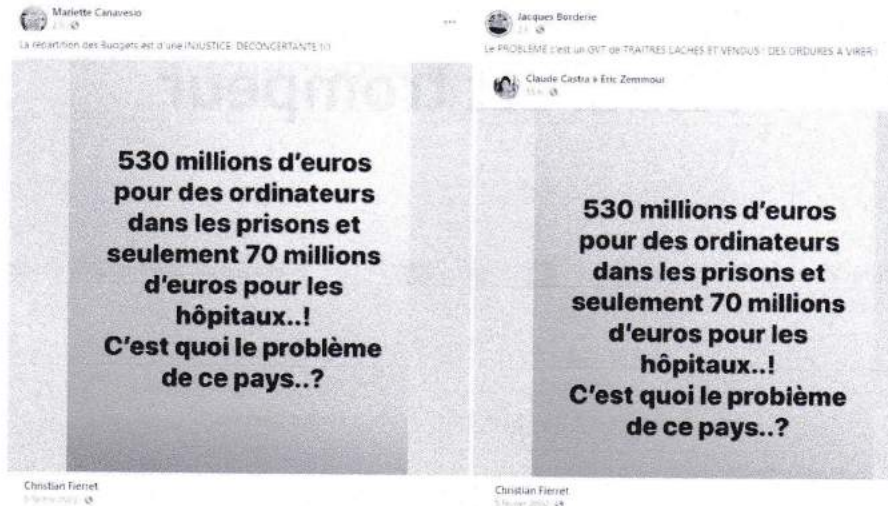 Mariette Canavesio
La répartition des Budgets est d'une INJUSTICE DECONCERTANTE !!!
530 millions d'euros
pour des ordinateurs
dans les prisons et
seulement 70 millions
d'euros pour les
hôpitaux..!
C'est quoi le problème
de ce pays..?
Christian Fierret
Jacques Borderie
Le PROBLEME c'est un GVT de TRAITRES LACHES ET VENDUS ! DES ORDURES A VIRER !
Claude Castra » Eric Zemmour
530 millions d'euros
pour des ordinateurs
dans les prisons et
seulement 70 millions
d'euros pour les
hôpitaux..!
C'est quoi le problème
de ce pays..?
Christian Fierret